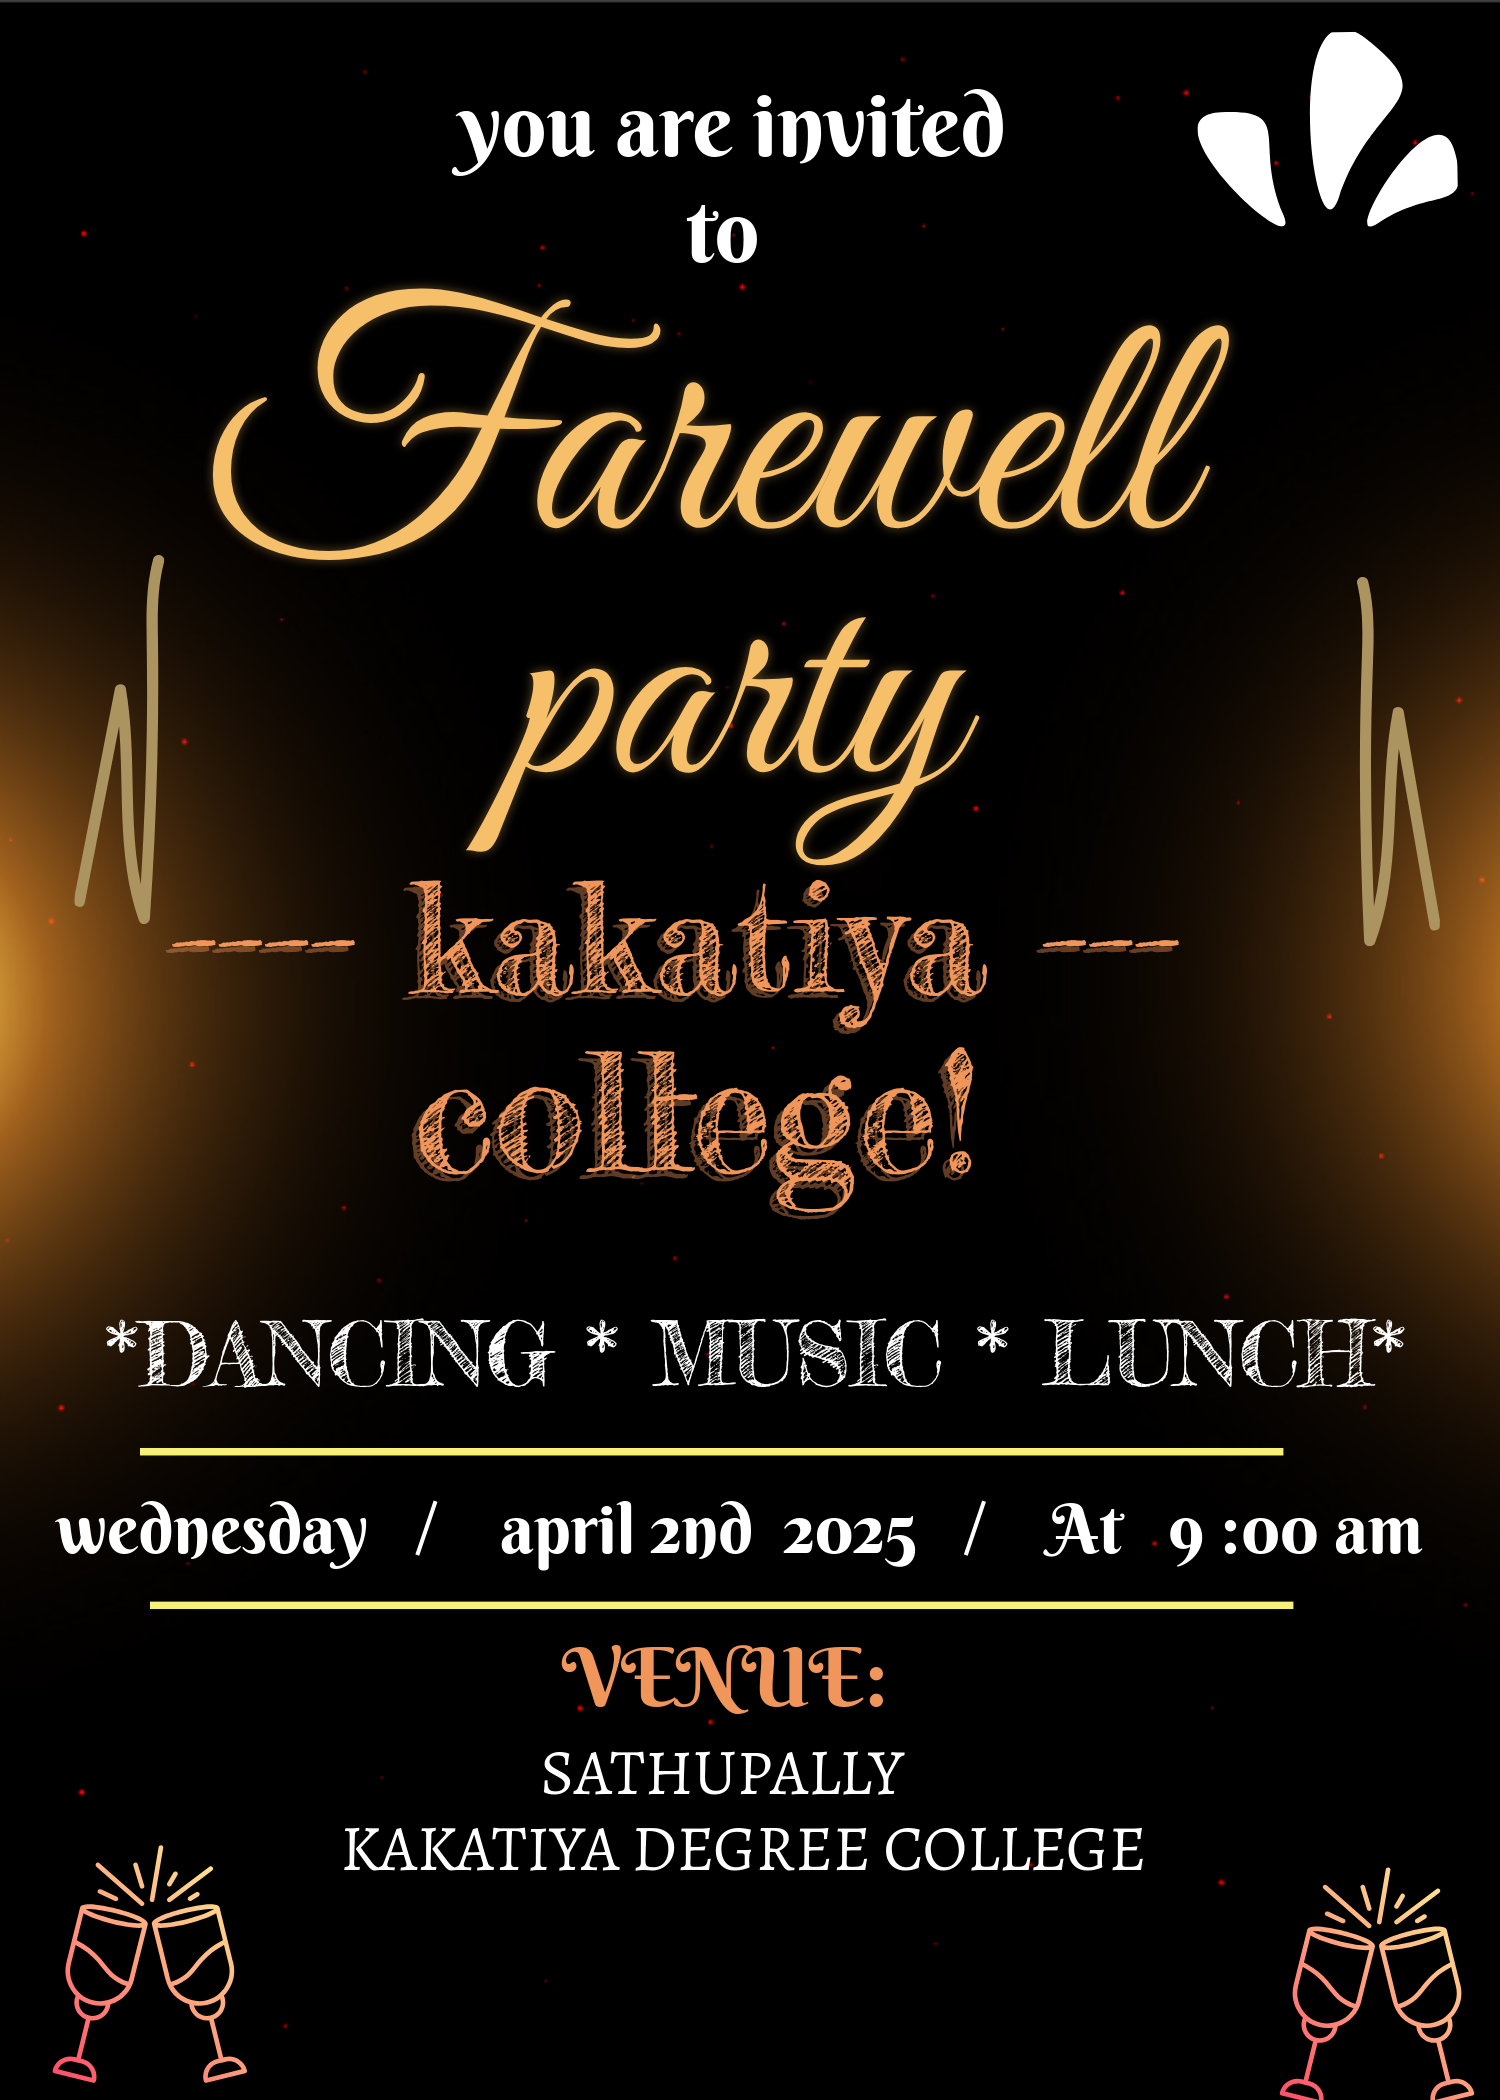 you are invited
to
Farewell
party
---- kakatiya ---
college!
*DANCING * MUSIC * LUNCH*
wednesday / april 2nd 2025 / At 9 :00 am
VENUE:
SATHUPALLY
KAKATIYA DEGREE COLLEGE